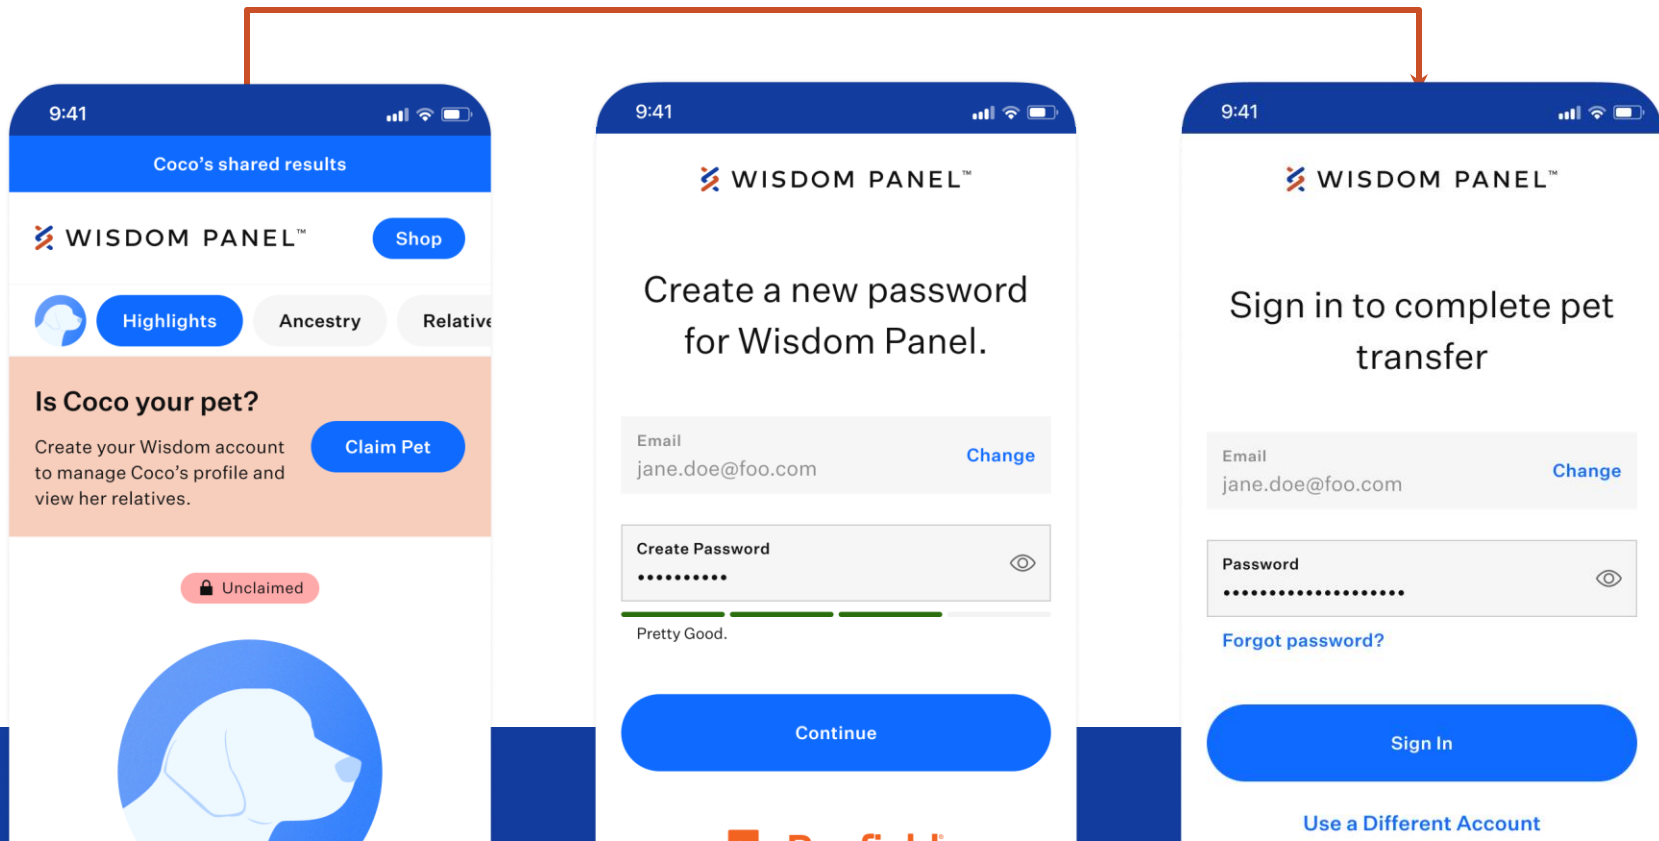 9:41
Coco's shared results
WISDOM PANEL™
Shop
Highlights
Ancestry
Relative
Is Coco your pet?
Create your Wisdom account
to manage Coco's profile and
view her relatives.
Claim Pet
Unclaimed
9:41
WISDOM PANEL™
Create a new password
for Wisdom Panel.
Email
jane.doe@foo.com
Change
Create Password
••••••••••
Pretty Good.
Continue
9:41
WISDOM PANEL™
Sign in to complete pet
transfer
Email
jane.doe@foo.com
Change
Password
••••••••••••••••••••
Forgot password?
Sign In
Use a Different Account